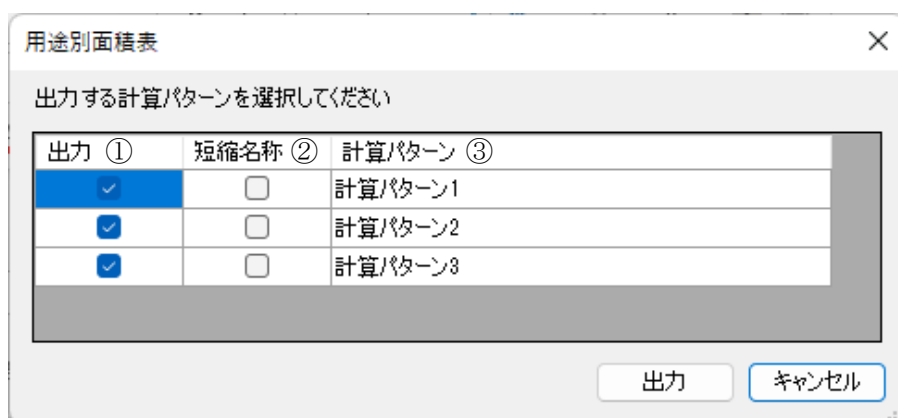 用途別面積表
出力する計算パターンを選択してください
出力 ① 短縮名称 ② 計算パターン ③
計算パターン1
計算パターン2
計算パターン3
出力 キャンセル